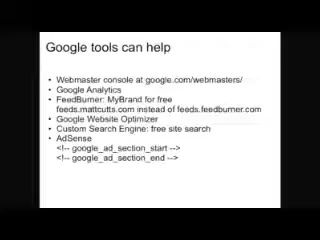 Google tools can help
• Webmaster console at google.com/webmasters/
• Google Analytics
• FeedBurner: MyBrand for free
feeds.mattcutts.com instead of feeds.feedburner.com
• Google Website Optimizer
• Custom Search Engine: free site search
• AdSense
<!-- google_ad_section_start -->
<!-- google_ad_section_end -->